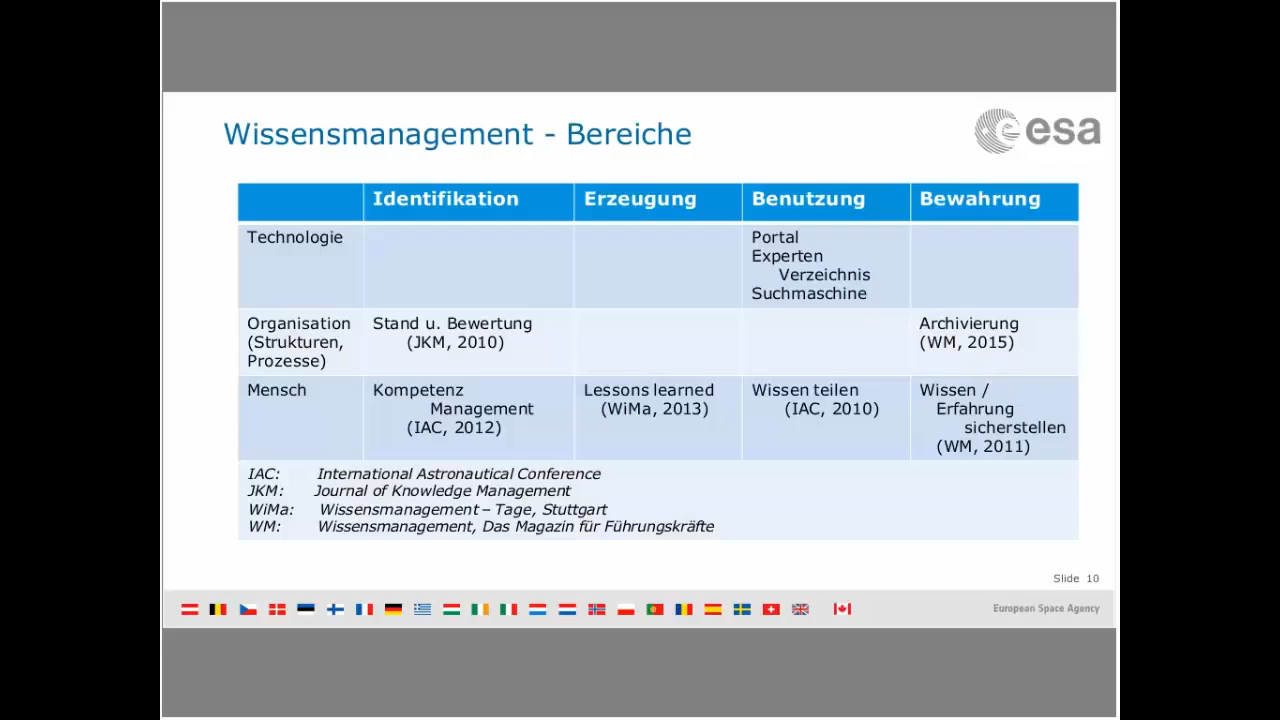 Wissensmanagement - Bereiche
esa
Identifikation Erzeugung Benutzung Bewahrung
Technologie Portal
Experten
Verzeichnis
Suchmaschine
Organisation Stand u. Bewertung Archivierung
(Strukturen, (JKM, 2010) (WM, 2015)
Prozesse)
Mensch Kompetenz Lessons learned Wissen teilen Wissen /
Management (WiMa, 2013) (IAC, 2010) Erfahrung
(IAC, 2012) sicherstellen
(WM, 2011)
IAC: International Astronautical Conference
JKM: Journal of Knowledge Management
WiMa: Wissensmanagement – Tage, Stuttgart
WM: Wissensmanagement, Das Magazin für Führungskräfte
Slide 10
European Space Agency